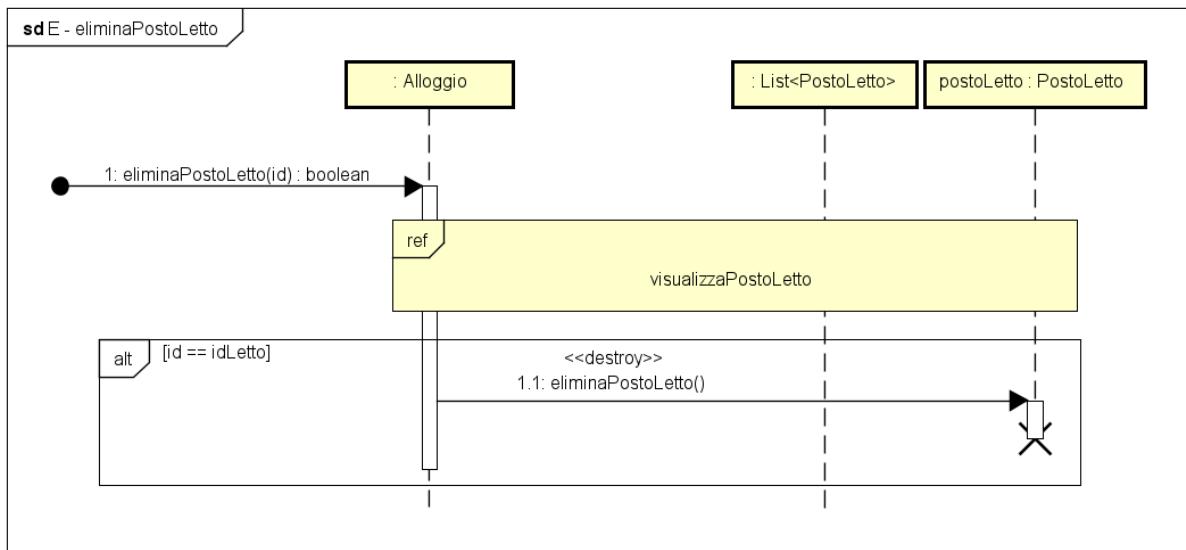 sd E - eliminaPostoLetto
: Alloggio
: List<PostoLetto>
postoLetto : PostoLetto
1: eliminaPostoLetto(id) : boolean
ref
visualizzaPostoLetto
alt
[id == idLetto]
<<destroy>>
1.1: eliminaPostoLetto()